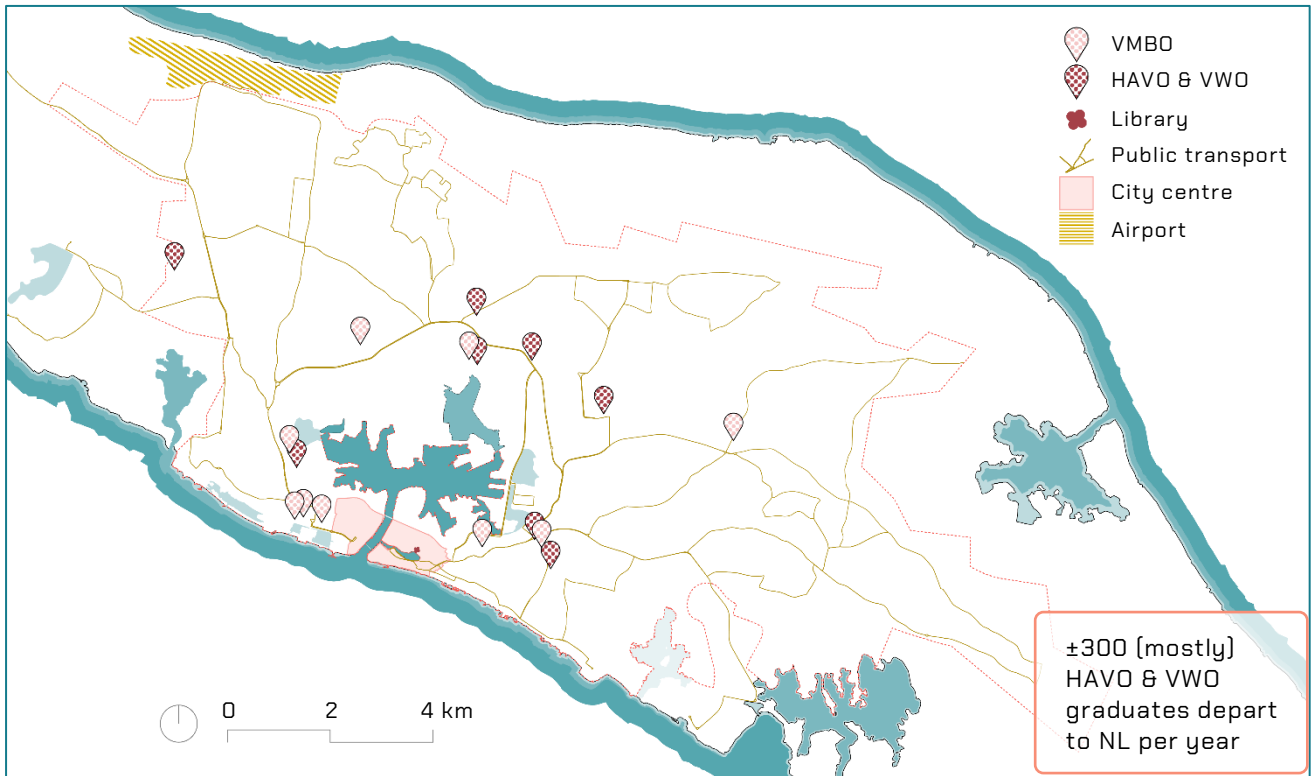 VMBO
HAVO & VWO
Library
Public transport
City centre
Airport
±300 (mostly)
HAVO & VWO
graduates depart
to NL per year
0 2 4 km